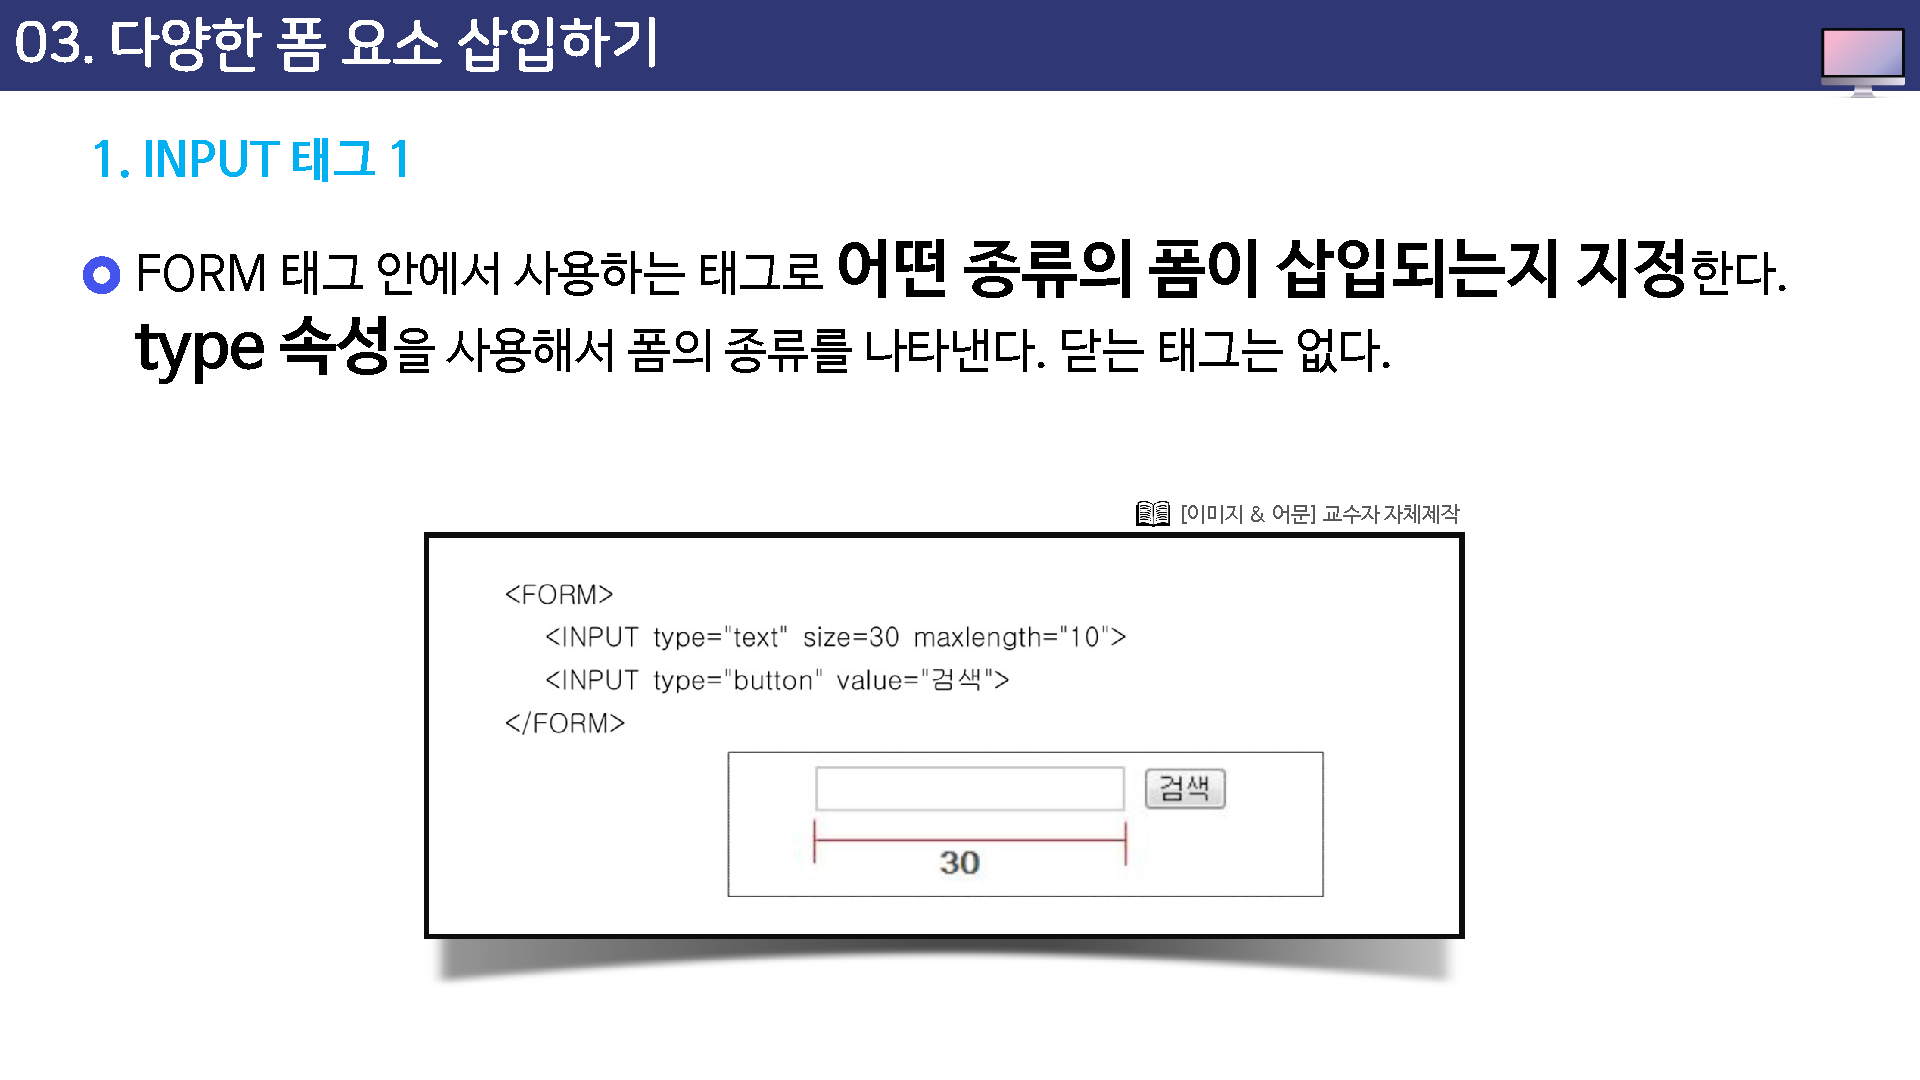 03. 다양한 폼 요소 삽입하기
1. INPUT 태그 1
FORM 태그 안에서 사용하는 태그로 어떤 종류의 폼이 삽입되는지 지정한다.
type 속성을 사용해서 폼의 종류를 나타낸다. 닫는 태그는 없다.
[이미지 & 어문] 교수자 자체제작
<FORM>
<INPUT type="text" size=30 maxlength="10">
<INPUT type="button" value="검색">
</FORM>
검색
30